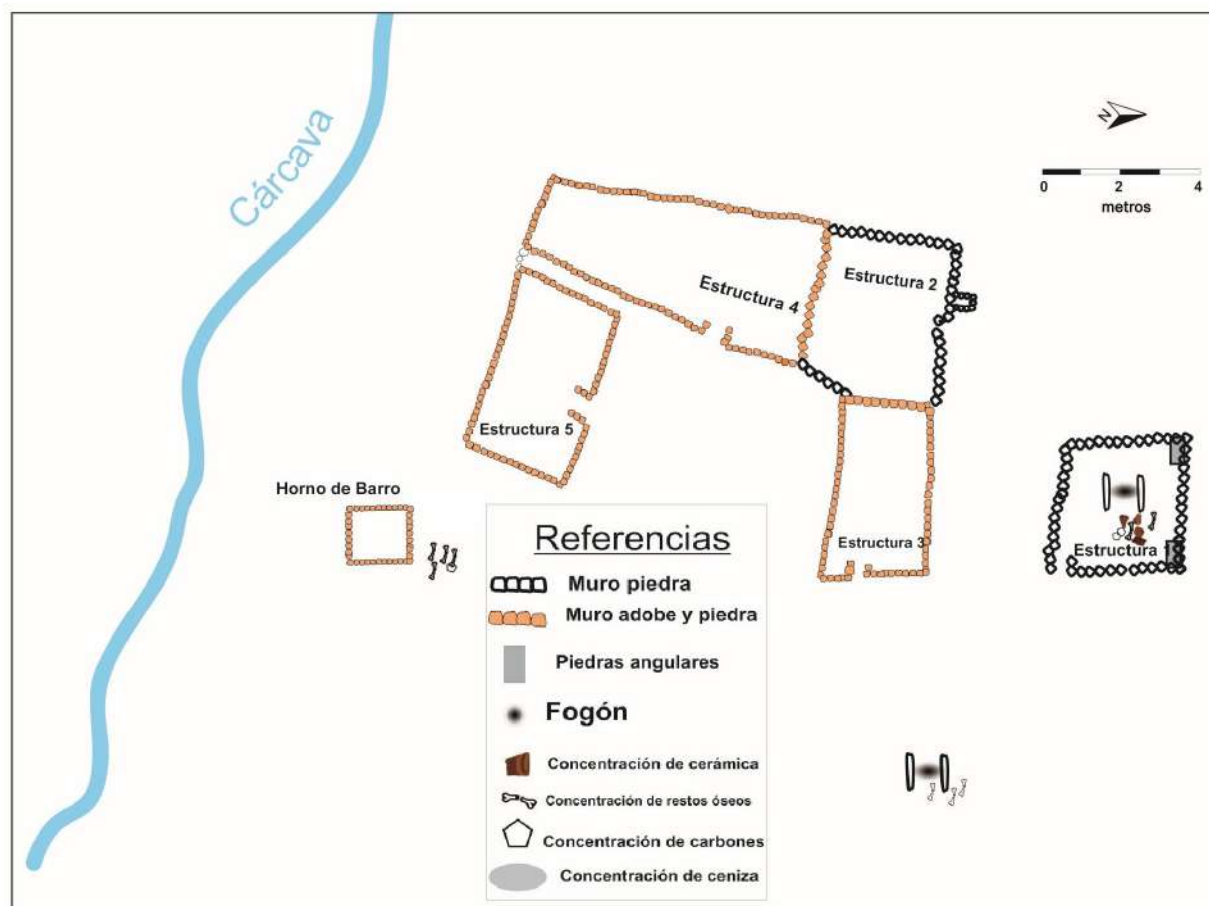 Cárcava
N
0 2 4
metros
Estructura 2
Estructura 4
Estructura 5
Horno de Barro
Estructura 3
Estructura 1
Referencias
Muro piedra
Muro adobe y piedra
Piedras angulares
Fogón
Concentración de cerámica
Concentración de restos óseos
Concentración de carbones
Concentración de ceniza